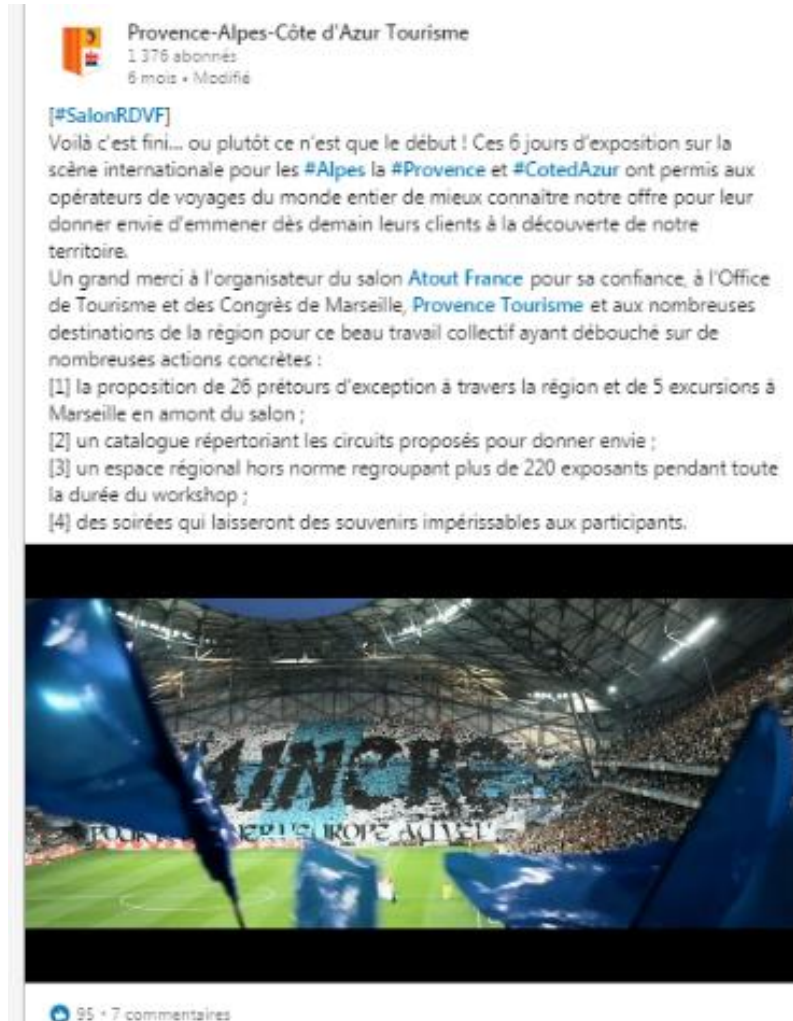 Provence-Alpes-Côte d'Azur Tourisme
1 376 abonnés
6 mois • Modifié
[#SalonRDVF]
Voilà c'est fini... ou plutôt ce n'est que le début ! Ces 6 jours d'exposition sur la
scène internationale pour les #Alpes la #Provence et #CotedAzur ont permis aux
opérateurs de voyages du monde entier de mieux connaître notre offre pour leur
donner envie d'emmener dès demain leurs clients à la découverte de notre
territoire.
Un grand merci à l'organisateur du salon Atout France pour sa confiance, à l'Office
de Tourisme et des Congrès de Marseille, Provence Tourisme et aux nombreuses
destinations de la région pour ce beau travail collectif ayant débouché sur de
nombreuses actions concrètes :
[1] la proposition de 26 prétours d'exception à travers la région et de 5 excursions à
Marseille en amont du salon ;
[2] un catalogue répertoriant les circuits proposés pour donner envie ;
[3] un espace régional hors norme regroupant plus de 220 exposants pendant toute
la durée du workshop ;
[4] des soirées qui laisseront des souvenirs impérissables aux participants.
AINCRE
POUR L'EUROPE
95 • 7 commentaires